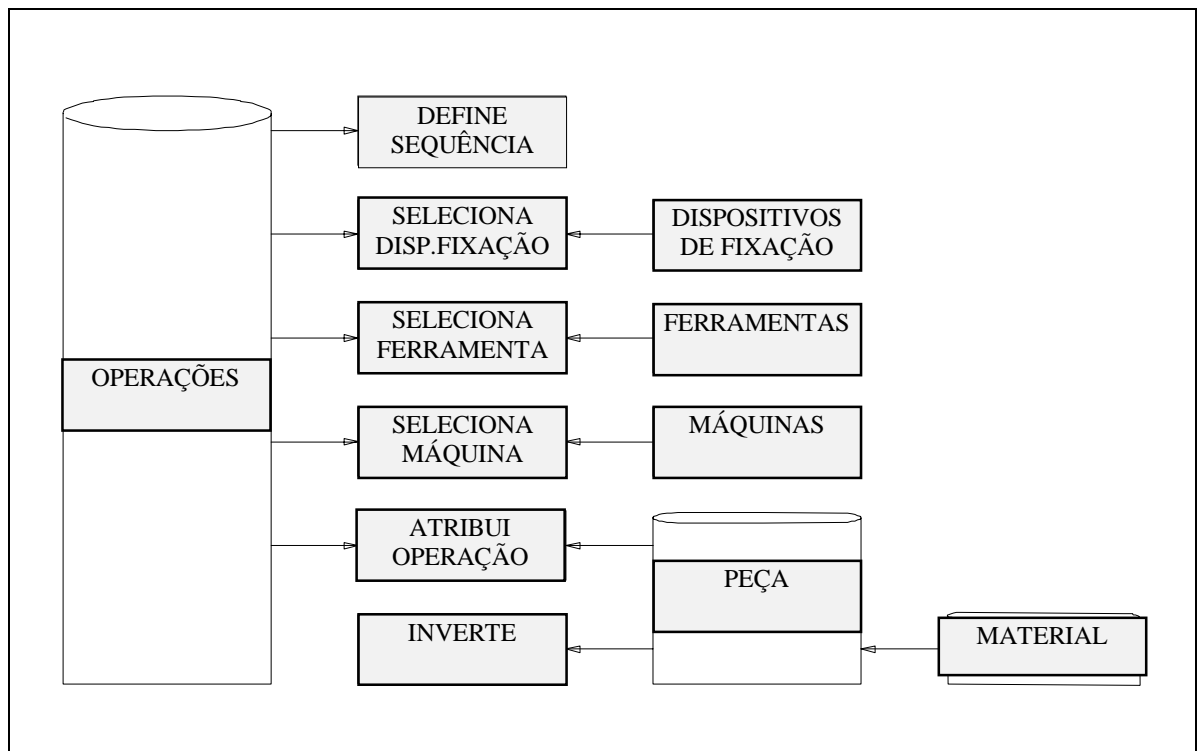 DEFINE
SEQUÊNCIA
SELECIONA
DISP.FIXAÇÃO
DISPOSITIVOS
DE FIXAÇÃO
SELECIONA
FERRAMENTA
FERRAMENTAS
OPERAÇÕES
SELECIONA
MÁQUINA
MÁQUINAS
ATRIBUI
OPERAÇÃO
PEÇA
INVERTE
MATERIAL